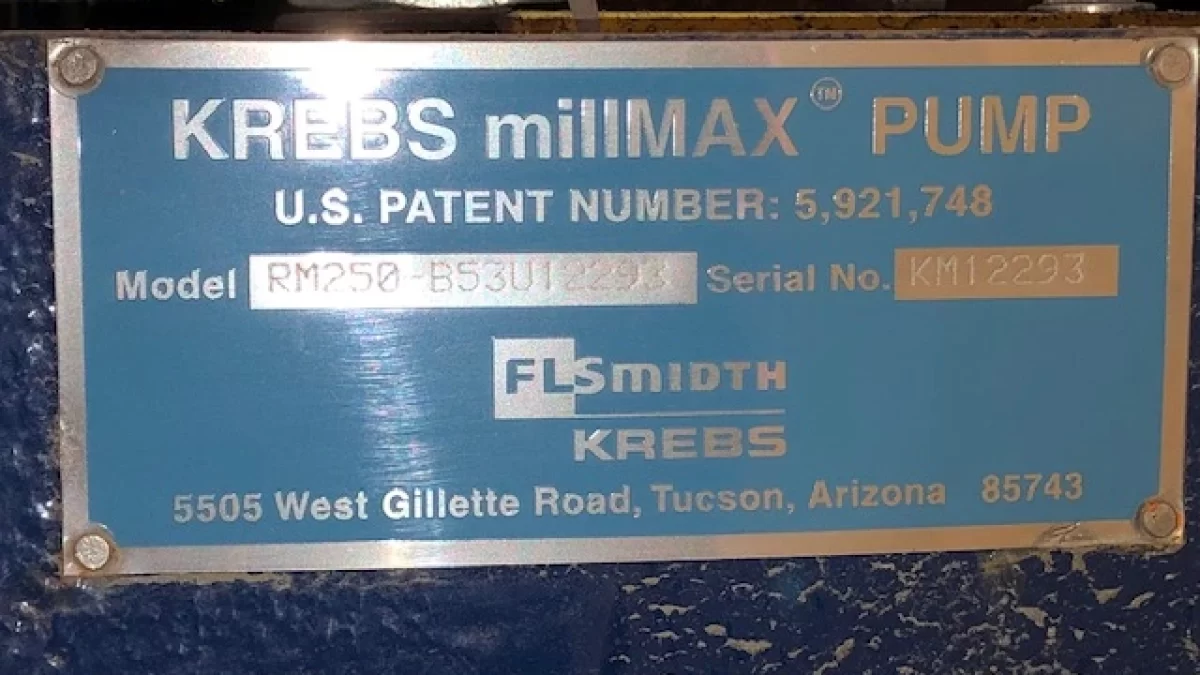 KREBS millMAX™ PUMP
U.S. PATENT NUMBER: 5,921,748
Model RM250-B53U12293 Serial No. KM12293
FLSMIDTH
KREBS
5505 West Gillette Road, Tucson, Arizona 85743